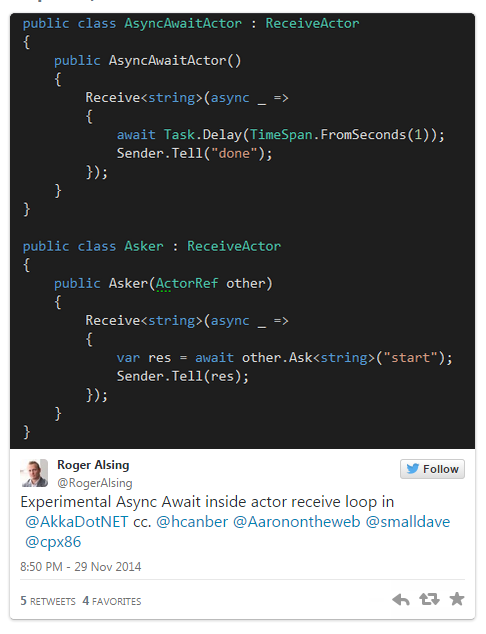 public class AsyncAwaitActor : ReceiveActor
{
    public AsyncAwaitActor()
    {
        Receive<string>(async _ =>
        {
            await Task.Delay(TimeSpan.FromSeconds(1));
            Sender.Tell("done");
        });
    }
}
public class Asker : ReceiveActor
{
    public Asker(ActorRef other)
    {
        Receive<string>(async _ =>
        {
            var res = await other.Ask<string>("start");
            Sender.Tell(res);
        });
    }
}
Roger Alsing
@RogerAlsing
Follow
Experimental Async Await inside actor receive loop in
@AkkaDotNET cc. @hcanber @Aaronontheweb @smalldave
@cpx86
8:50 PM - 29 Nov 2014
5 RETWEETS 4 FAVORITES